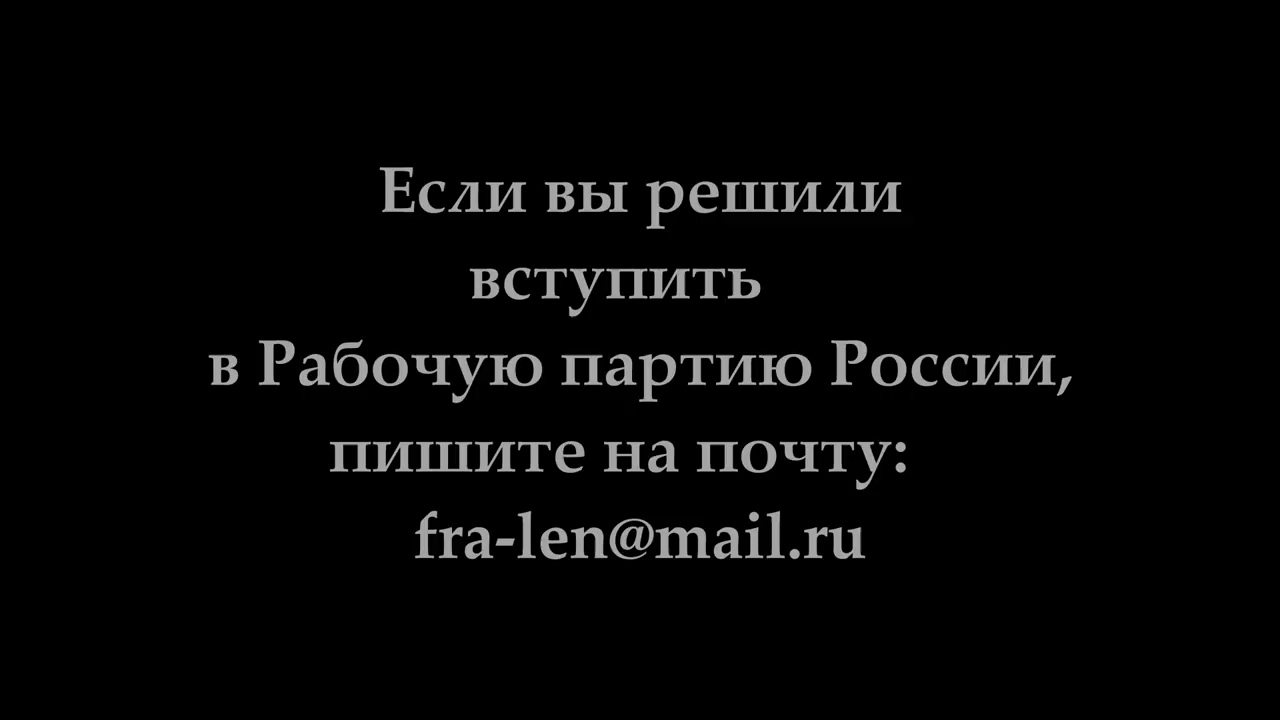 Если вы решили
вступить
в Рабочую партию России,
пишите на почту:
fra-len@mail.ru